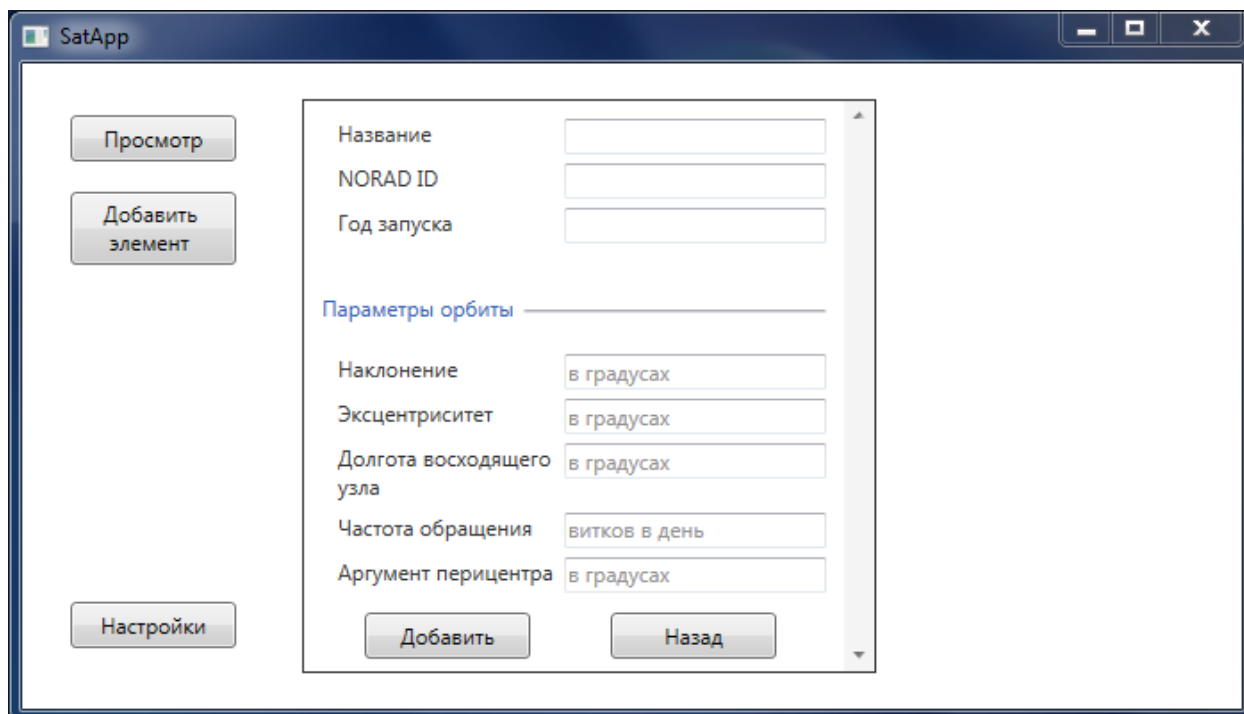 SatApp
Просмотр
Добавить
элемент
Настройки
Название
NORAD ID
Год запуска
Параметры орбиты
Наклонение
в градусах
Эксцентриситет
в градусах
Долгота восходящего
узла
в градусах
Частота обращения
витков в день
Аргумент перицентра
в градусах
Добавить
Назад